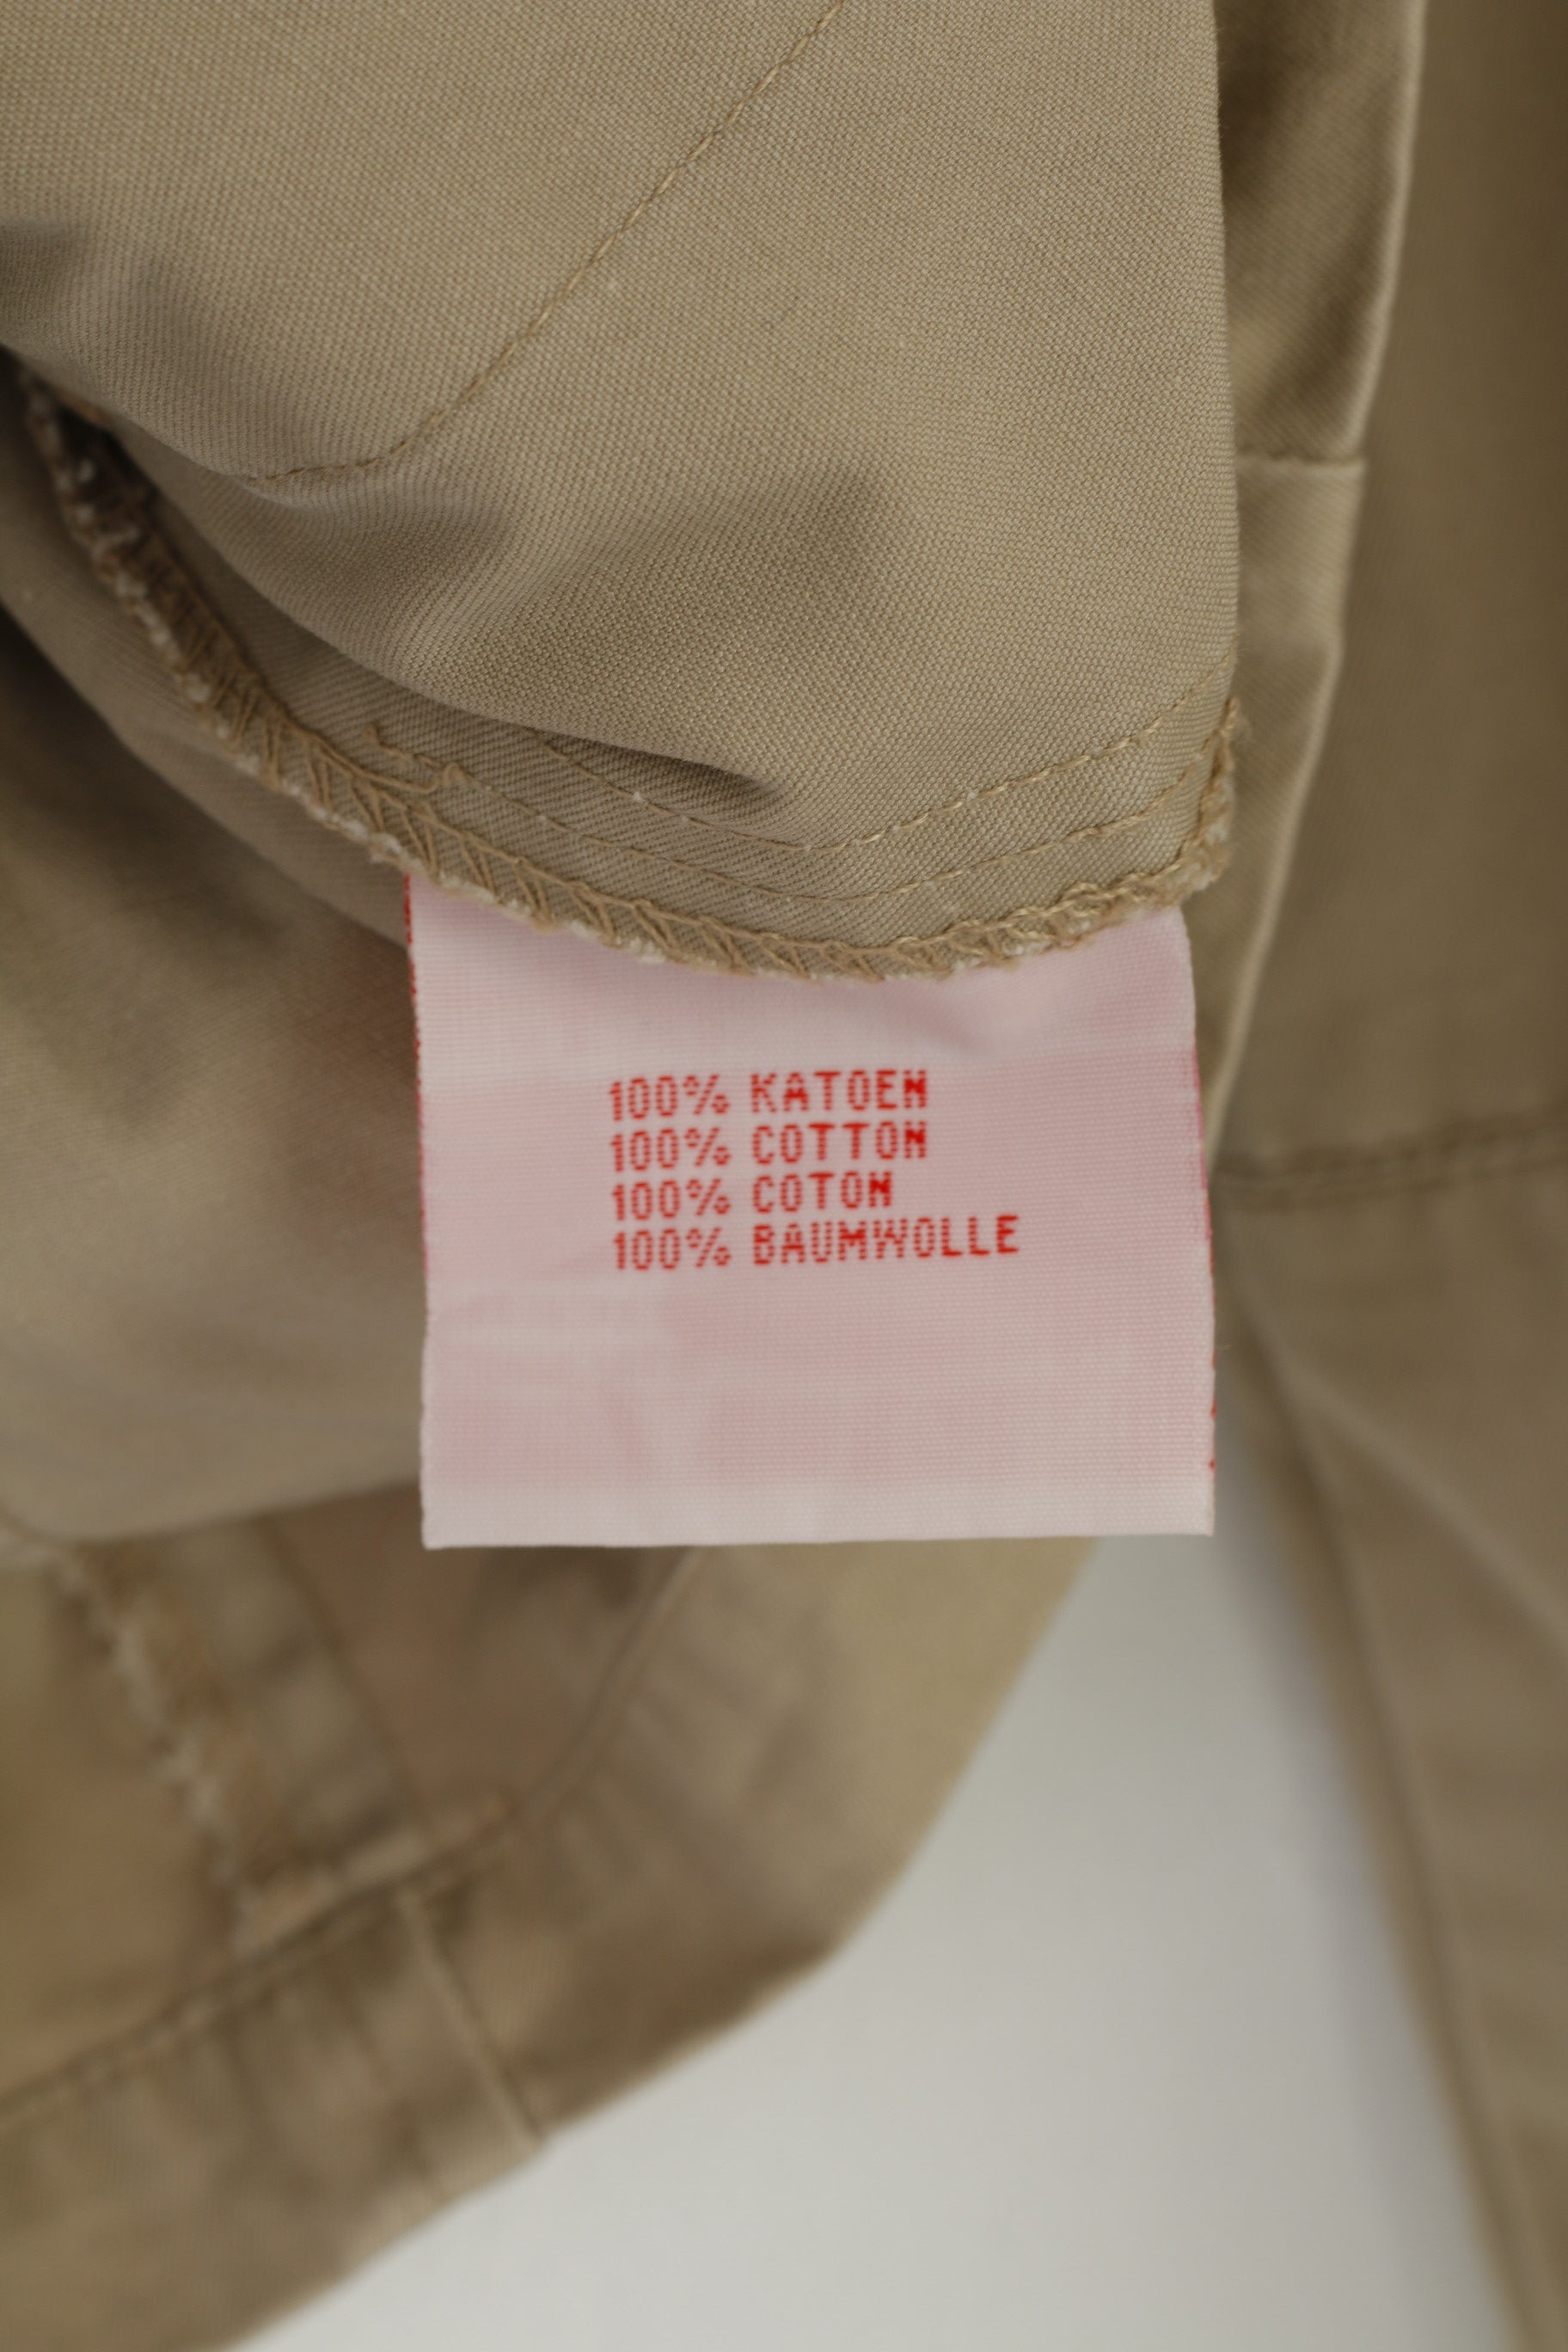 100% KATOEN
100% COTTON
100% COTON
100% BAUMWOLLE